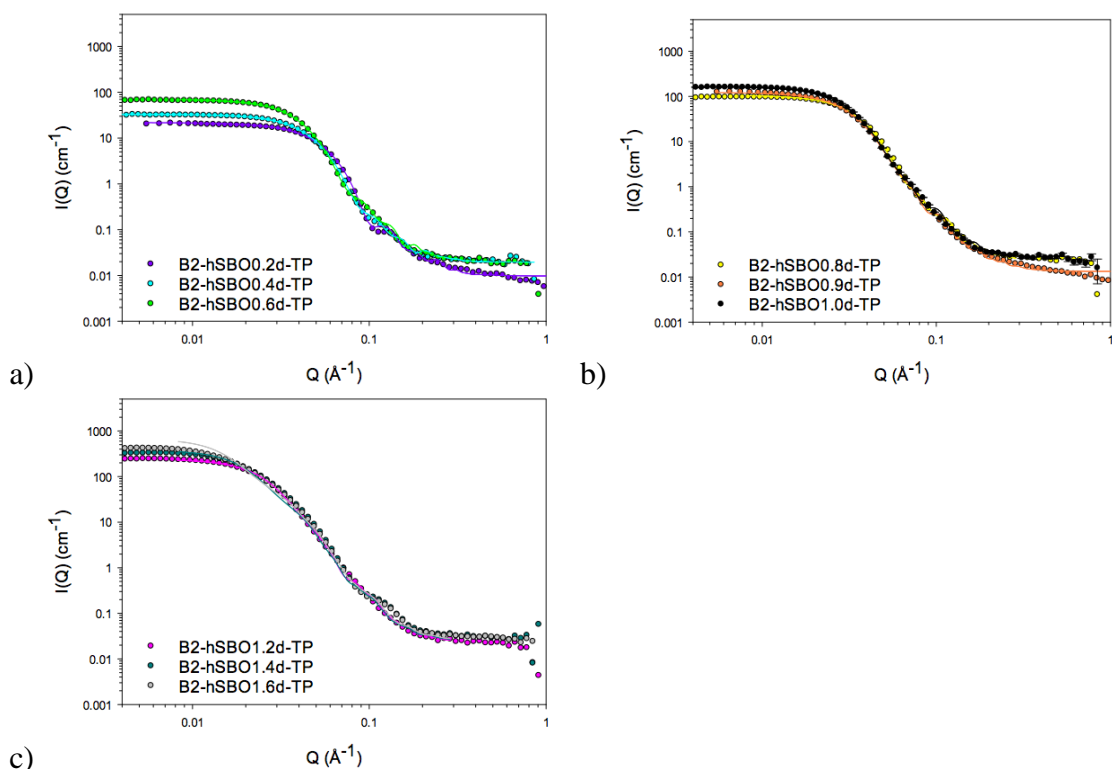 1000
100
10
1
0.1
0.01
0.001
I(Q) (cm⁻¹)
B2-hSBO0.2d-TP
B2-hSBO0.4d-TP
B2-hSBO0.6d-TP
0.01 0.1 1
Q (Å⁻¹)
a)
1000
100
10
1
0.1
0.01
0.001
I(Q) (cm⁻¹)
B2-hSBO0.8d-TP
B2-hSBO0.9d-TP
B2-hSBO1.0d-TP
0.01 0.1 1
Q (Å⁻¹)
b)
1000
100
10
1
0.1
0.01
0.001
I(Q) (cm⁻¹)
B2-hSBO1.2d-TP
B2-hSBO1.4d-TP
B2-hSBO1.6d-TP
0.01 0.1 1
Q (Å⁻¹)
c)